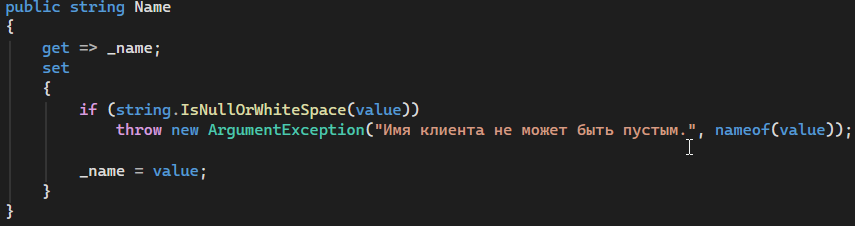 public string Name
{
    get => _name;
    set
    {
        if (string.IsNullOrWhiteSpace(value))
            throw new ArgumentException("Имя клиента не может быть пустым.", nameof(value));

        _name = value;
    }
}